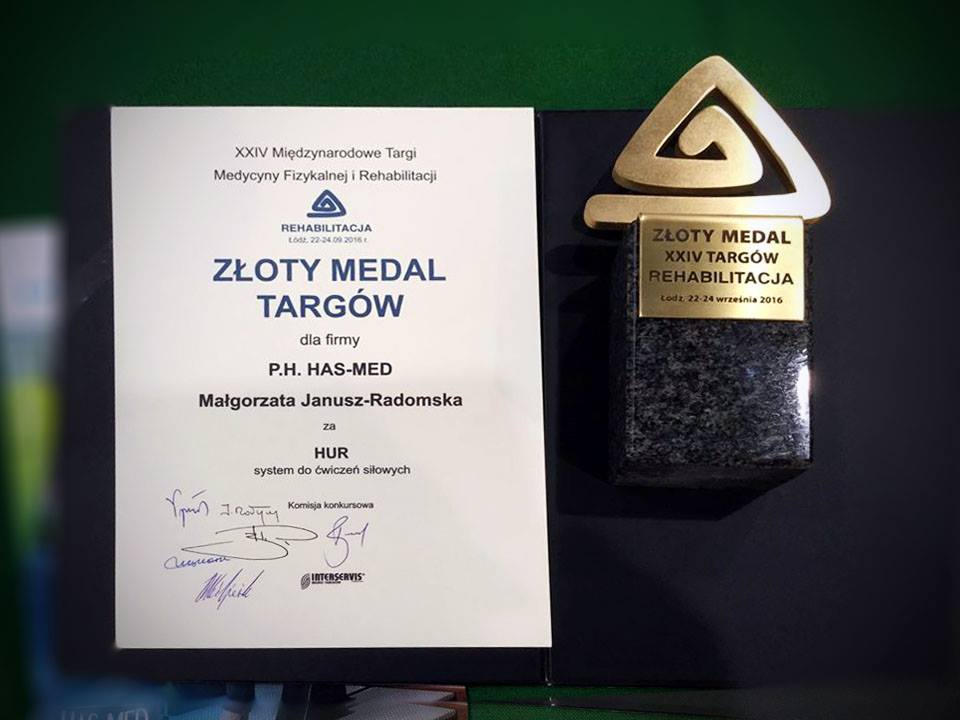 XXIV Międzynarodowe Targi
Medycyny Fizykalnej i Rehabilitacji
REHABILITACJA
Łódź, 22-24.09.2016 r.
ZŁOTY MEDAL
TARGÓW
dla firmy
P.H. HAS-MED
Małgorzata Janusz-Radomska
za
HUR
system do ćwiczeń siłowych
Komisja konkursowa
INTERSERVIS
ZŁOTY MEDAL
XXIV TARGÓW
REHABILITACJA
Łódź, 22-24 września 2016
HAS-MED